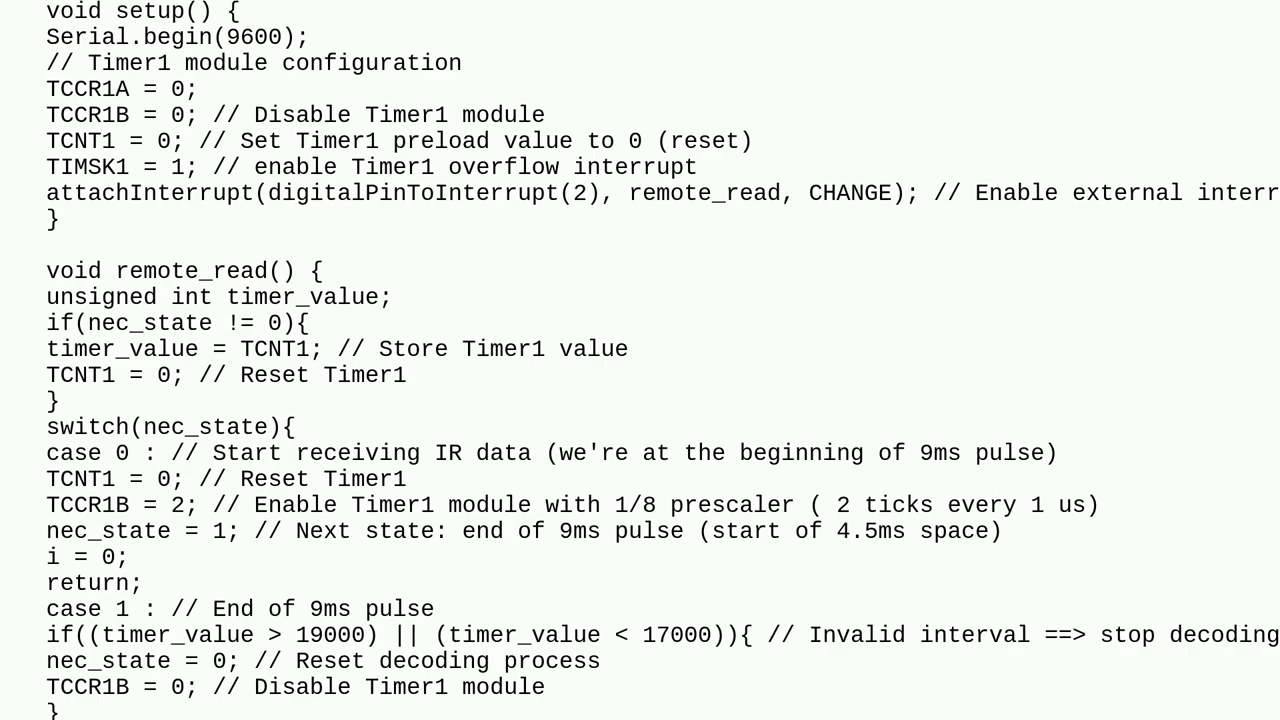 void setup() {
Serial.begin(9600);
// Timer1 module configuration
TCCR1A = 0;
TCCR1B = 0; // Disable Timer1 module
TCNT1 = 0; // Set Timer1 preload value to 0 (reset)
TIMSK1 = 1; // enable Timer1 overflow interrupt
attachInterrupt(digitalPinToInterrupt(2), remote_read, CHANGE); // Enable external interr
}

void remote_read() {
unsigned int timer_value;
if(nec_state != 0){
timer_value = TCNT1; // Store Timer1 value
TCNT1 = 0; // Reset Timer1
}
switch(nec_state){
case 0 : // Start receiving IR data (we're at the beginning of 9ms pulse)
TCNT1 = 0; // Reset Timer1
TCCR1B = 2; // Enable Timer1 module with 1/8 prescaler ( 2 ticks every 1 us)
nec_state = 1; // Next state: end of 9ms pulse (start of 4.5ms space)
i = 0;
return;
case 1 : // End of 9ms pulse
if((timer_value > 19000) || (timer_value < 17000)){ // Invalid interval ==> stop decoding
nec_state = 0; // Reset decoding process
TCCR1B = 0; // Disable Timer1 module
}